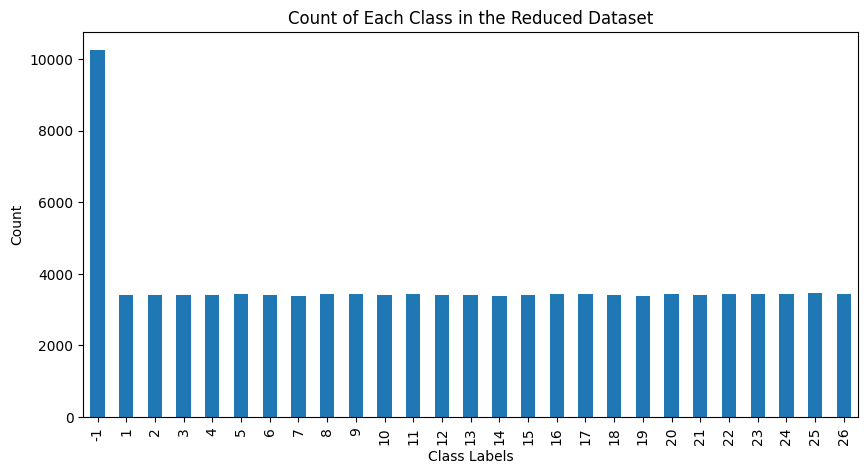 Count of Each Class in the Reduced Dataset
10000
8000
6000
4000
2000
0
Count
-1 1 2 3 4 5 6 7 8 9 10 11 12 13 14 15 16 17 18 19 20 21 22 23 24 25 26
Class Labels